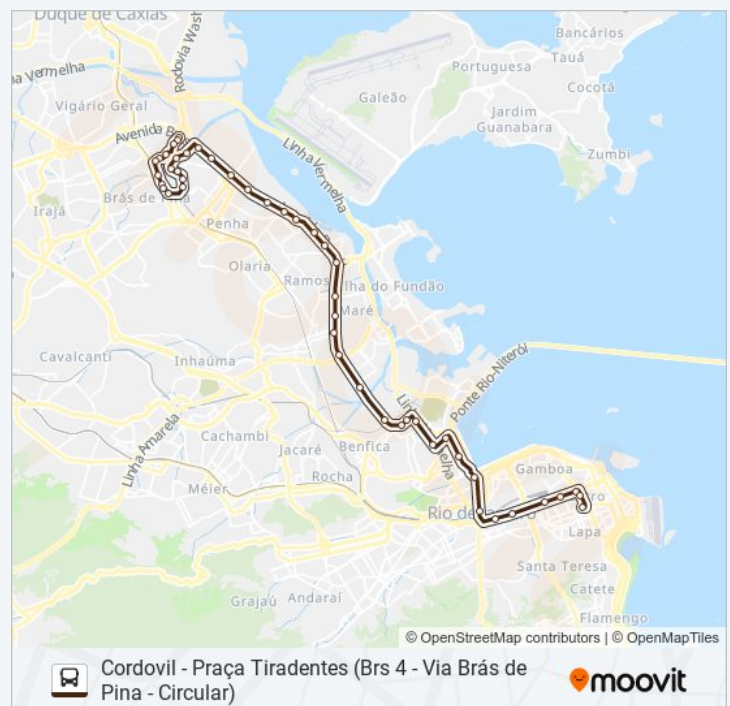 Duque de Caxias
Bancários
Tauá
Cocotá
Rodovia Wash
Portuguesa
Vermelha
Galeão
Vigário Geral
Jardim
Guanabara
Avenida B
Linha Vermelha
Zumbi
Irajá
Brás de Pina
Penha
Olaria
Ramos
Ilha do Fundão
Maré
Cavalcanti
Inhaúma
Ponte Rio-Niterói
Linha Amarela
Cachambi
Jacaré
Benfica
Gamboa
Rocha
Méier
Rio de
Lapa
Santa Teresa
Catete
Grajaú
Andaraí
Flamengo
© OpenStreetMap contributors | © OpenMapTiles
Cordovil - Praça Tiradentes (Brs 4 - Via Brás de
Pina - Circular)
moovit